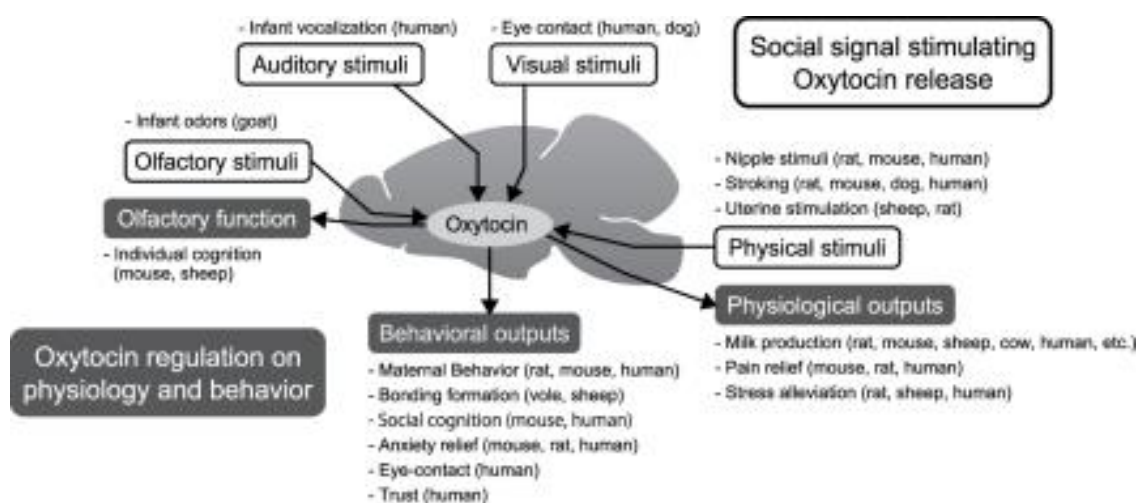 - Infant vocalization (human)
Auditory stimuli
- Eye contact (human, dog)
Visual stimuli
Social signal stimulating
Oxytocin release
- Infant odors (goat)
Olfactory stimuli
Olfactory function
- Individual cognition
(mouse, sheep)
Oxytocin
- Nipple stimuli (rat, mouse, human)
- Stroking (rat, mouse, dog, human)
- Uterine stimulation (sheep, rat)
Physical stimuli
Physiological outputs
- Milk production (rat, mouse, sheep, cow, human, etc.)
- Pain relief (mouse, rat, human)
- Stress alleviation (rat, sheep, human)
Behavioral outputs
- Maternal Behavior (rat, mouse, human)
- Bonding formation (vole, sheep)
- Social cognition (mouse, human)
- Anxiety relief (mouse, rat, human)
- Eye-contact (human)
- Trust (human)
Oxytocin regulation on
physiology and behavior